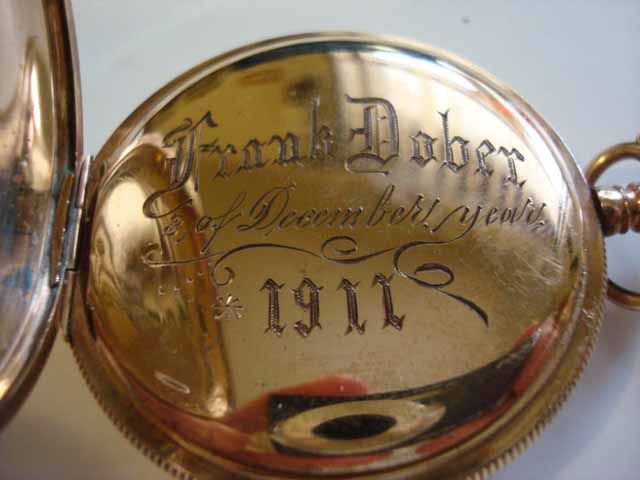 Frank Dober.
of December, year,
1911